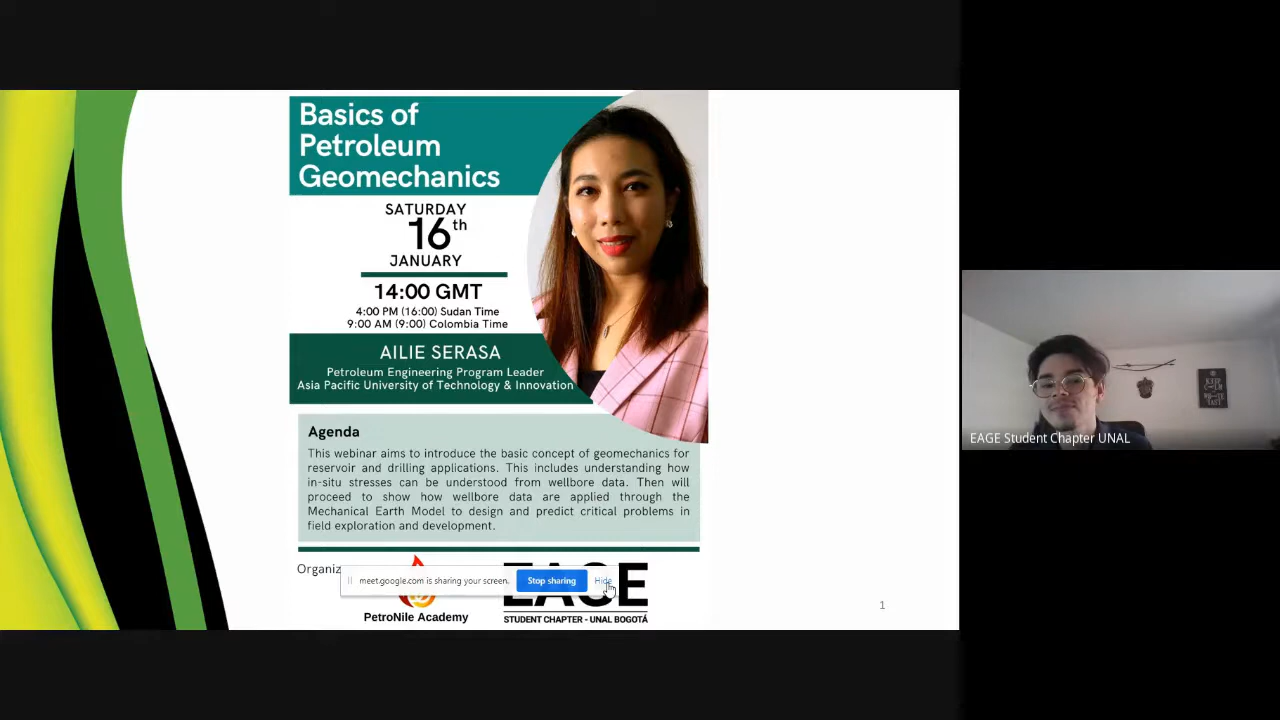 Basics of
Petroleum
Geomechanics
SATURDAY
16th
JANUARY
14:00 GMT
4:00 PM (16:00) Sudan Time
9:00 AM (9:00) Colombia Time
AILIE SERASA
Petroleum Engineering Program Leader
Asia Pacific University of Technology & Innovation
Agenda
This webinar aims to introduce the basic concept of geomechanics for
reservoir and drilling applications. This includes understanding how
in-situ stresses can be understood from wellbore data. Then will
proceed to show how wellbore data are applied through the
Mechanical Earth Model to design and predict critical problems in
field exploration and development.
meet.google.com is sharing your screen.
Stop sharing
Hide
PetroNile Academy
EAGE
STUDENT CHAPTER - UNAL BOGOTÁ
1
EAGE Student Chapter UNAL